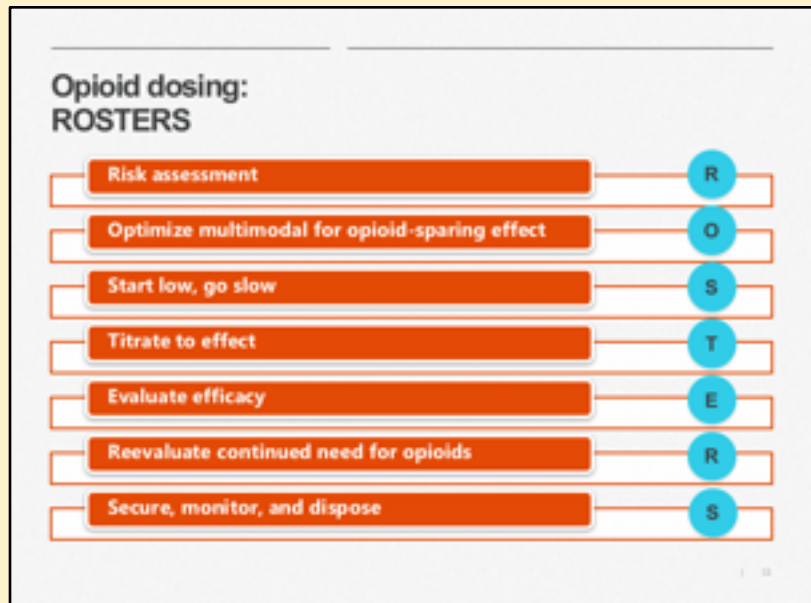 Opioid dosing:
ROSTERS
Risk assessment R
Optimize multimodal for opioid-sparing effect O
Start low, go slow S
Titrate to effect T
Evaluate efficacy E
Reevaluate continued need for opioids R
Secure, monitor, and dispose S